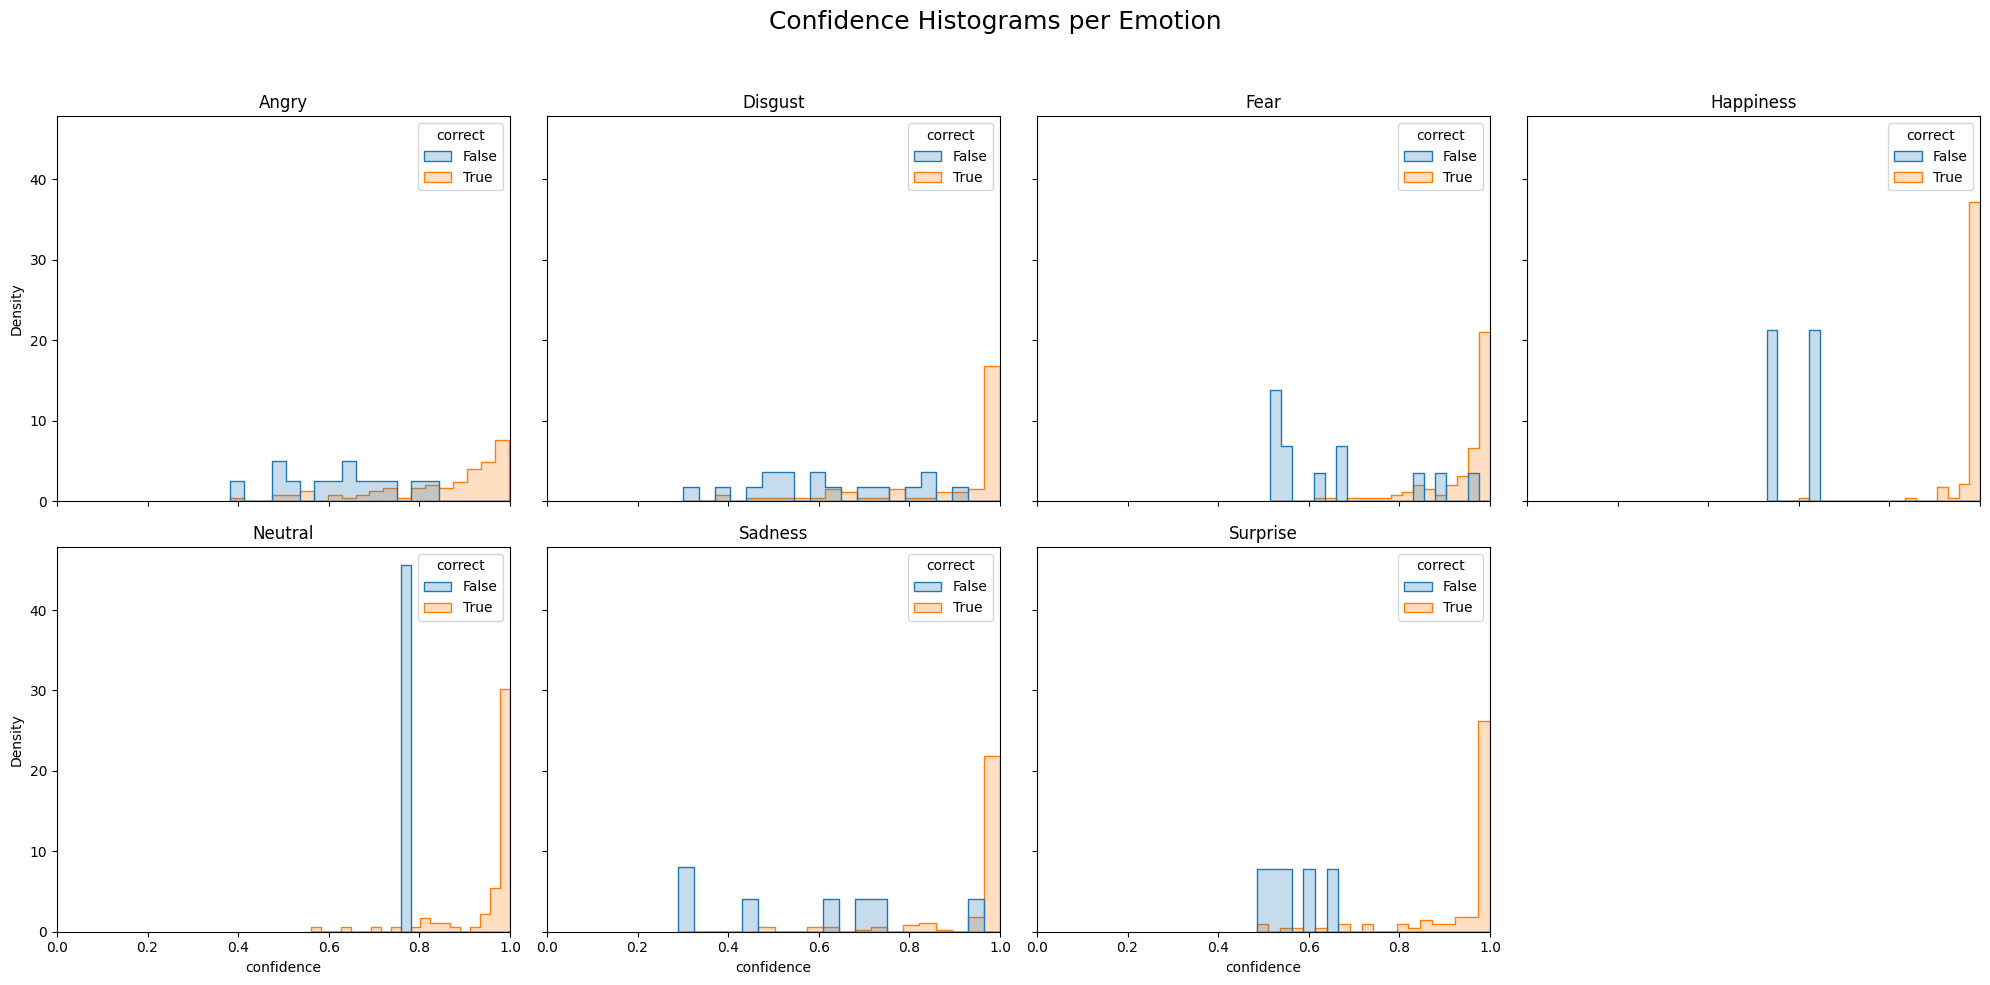 Confidence Histograms per Emotion
Angry
Disgust
Fear
Happiness
correct
False
True
correct
False
True
correct
False
True
correct
False
True
40
30
20
10
0
Density
Neutral
Sadness
Surprise
correct
False
True
correct
False
True
correct
False
True
40
30
20
10
0
Density
0.0 0.2 0.4 0.6 0.8 1.0
0.0 0.2 0.4 0.6 0.8 1.0
0.0 0.2 0.4 0.6 0.8 1.0
confidence
confidence
confidence